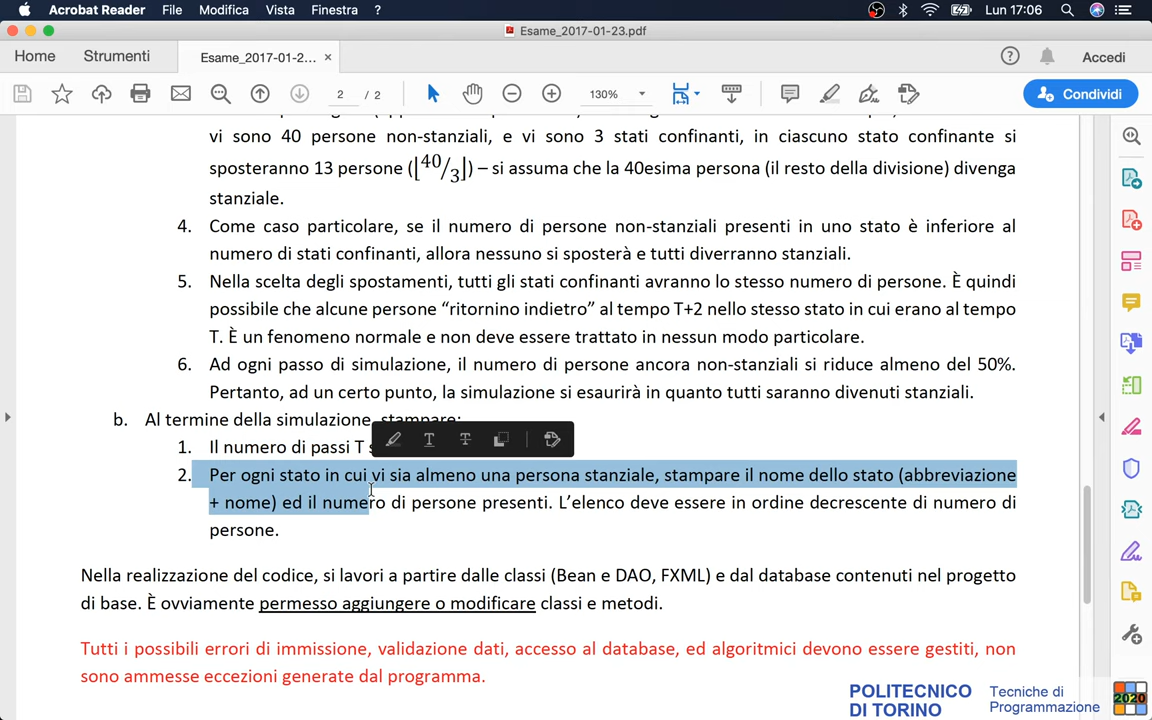 Acrobat Reader File Modifica Vista Finestra ? Lun 17:06
Esame_2017-01-23.pdf
Home Strumenti Esame_2017-01-2... × Accedi
2 / 2 130% Condividi
vi sono 40 persone non-stanziali, e vi sono 3 stati confinanti, in ciascuno stato confinante si
sposteranno 13 persone (⌊40/3⌋) – si assuma che la 40esima persona (il resto della divisione) divenga
stanziale.
4. Come caso particolare, se il numero di persone non-stanziali presenti in uno stato è inferiore al
numero di stati confinanti, allora nessuno si sposterà e tutti diverranno stanziali.
5. Nella scelta degli spostamenti, tutti gli stati confinanti avranno lo stesso numero di persone. È quindi
possibile che alcune persone “ritornino indietro” al tempo T+2 nello stesso stato in cui erano al tempo
T. È un fenomeno normale e non deve essere trattato in nessun modo particolare.
6. Ad ogni passo di simulazione, il numero di persone ancora non-stanziali si riduce almeno del 50%.
Pertanto, ad un certo punto, la simulazione si esaurirà in quanto tutti saranno divenuti stanziali.
b. Al termine della simulazione, stampare:
1. Il numero di passi T s
2. Per ogni stato in cui vi sia almeno una persona stanziale, stampare il nome dello stato (abbreviazione
+ nome) ed il numero di persone presenti. L’elenco deve essere in ordine decrescente di numero di
persone.
Nella realizzazione del codice, si lavori a partire dalle classi (Bean e DAO, FXML) e dal database contenuti nel progetto
di base. È ovviamente permesso aggiungere o modificare classi e metodi.
Tutti i possibili errori di immissione, validazione dati, accesso al database, ed algoritmici devono essere gestiti, non
sono ammesse eccezioni generate dal programma.
POLITECNICO
DI TORINO
Tecniche di
Programmazione
2020